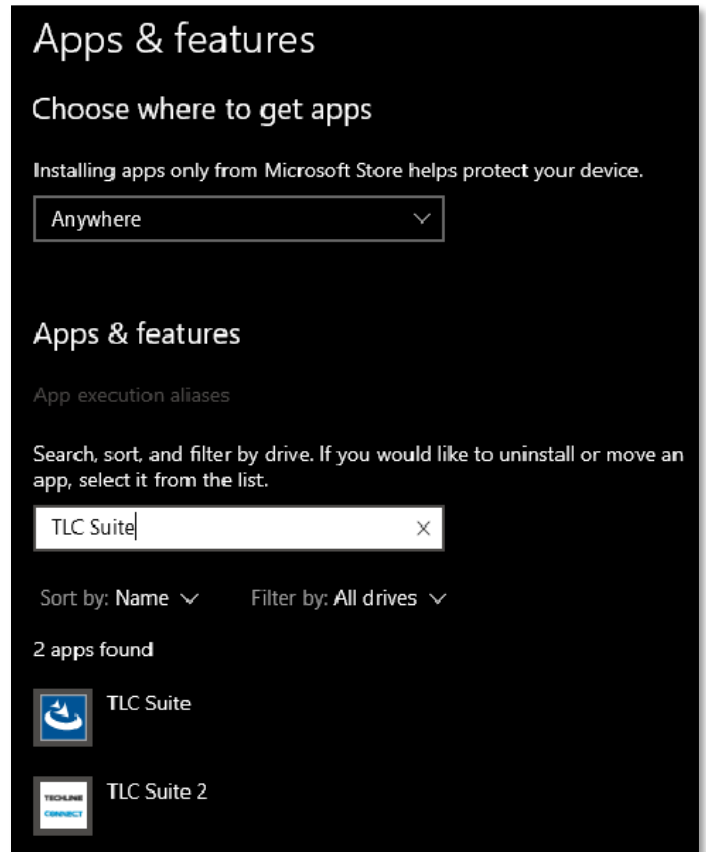 Apps & features
Choose where to get apps
Installing apps only from Microsoft Store helps protect your device.
Anywhere
Apps & features
App execution aliases
Search, sort, and filter by drive. If you would like to uninstall or move an
app, select it from the list.
TLC Suite
Sort by: Name Filter by: All drives
2 apps found
TLC Suite
TECHLINE
CONNECT
TLC Suite 2